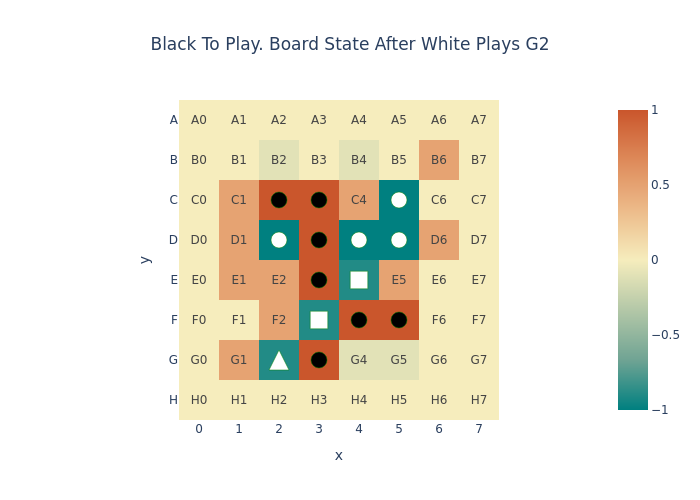 Black To Play. Board State After White Plays G2
A A0 A1 A2 A3 A4 A5 A6 A7
B B0 B1 B2 B3 B4 B5 B6 B7
C C0 C1 C4 C6 C7
D D0 D1 D6 D7
E E0 E1 E2 E5 E6 E7
F F0 F1 F2 F6 F7
G G0 G1 G4 G5 G6 G7
H H0 H1 H2 H3 H4 H5 H6 H7
0 1 2 3 4 5 6 7
x
y
1
0.5
0
−0.5
−1